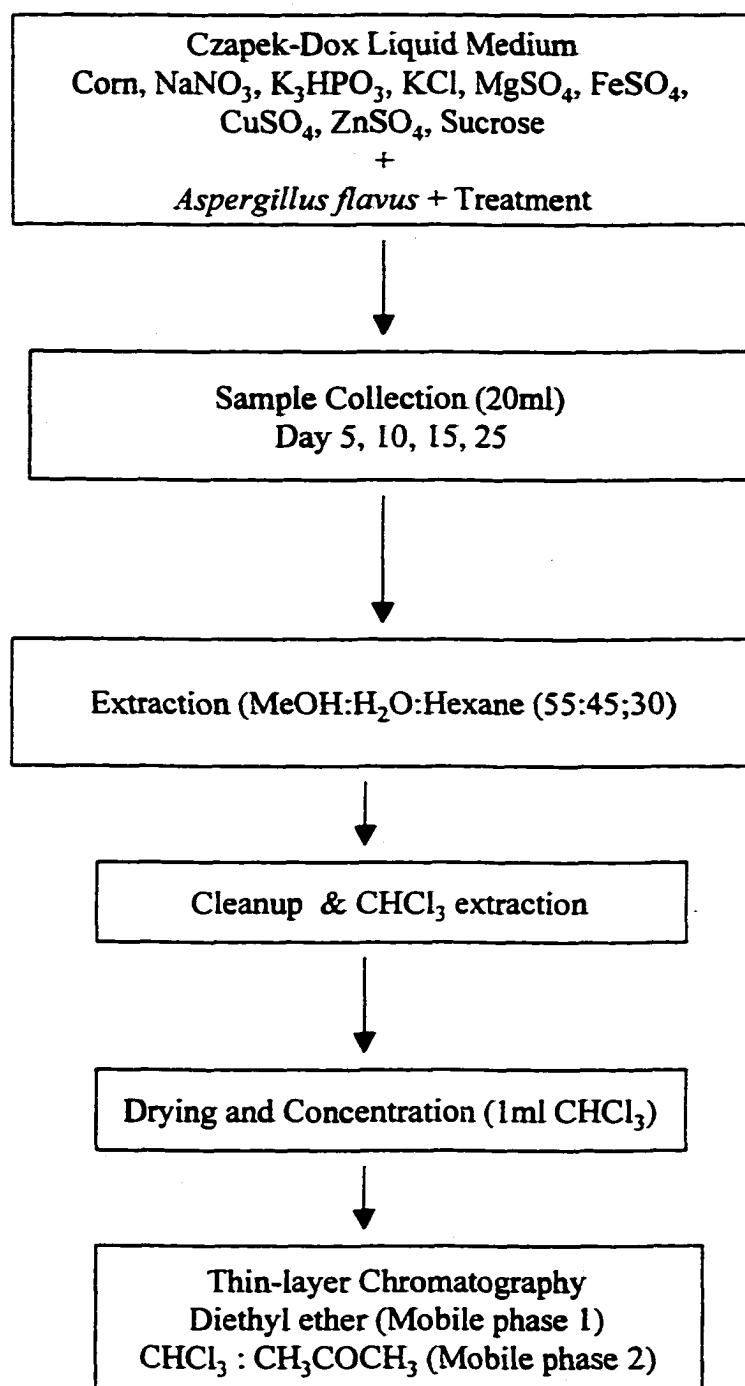 Czapek-Dox Liquid Medium
Corn, NaNO₃, K₃HPO₃, KCl, MgSO₄, FeSO₄,
CuSO₄, ZnSO₄, Sucrose
+
Aspergillus flavus + Treatment
Sample Collection (20ml)
Day 5, 10, 15, 25
Extraction (MeOH:H₂O:Hexane (55:45;30)
Cleanup & CHCl₃ extraction
Drying and Concentration (1ml CHCl₃)
Thin-layer Chromatography
Diethyl ether (Mobile phase 1)
CHCl₃ : CH₃COCH₃ (Mobile phase 2)